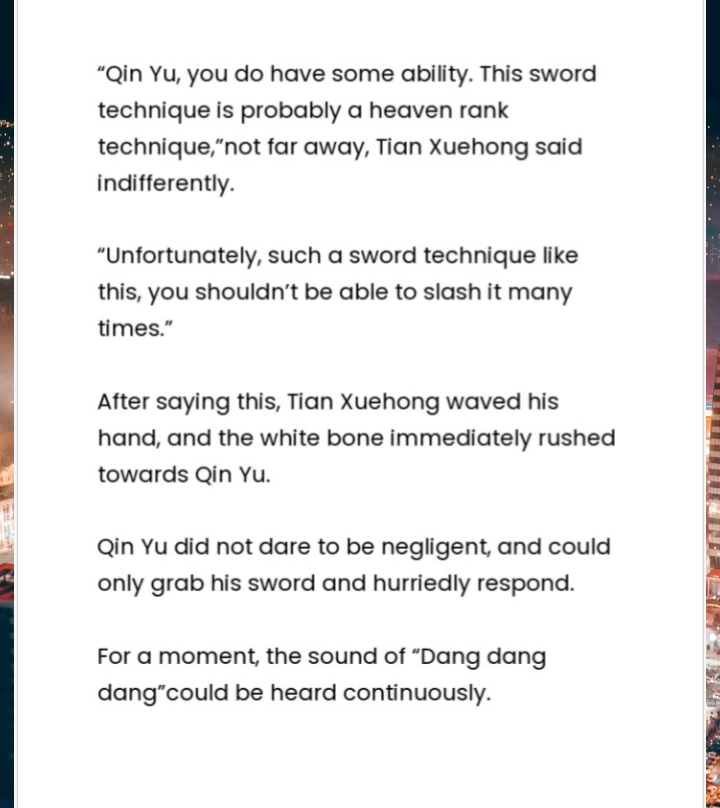 “Qin Yu, you do have some ability. This sword
technique is probably a heaven rank
technique,”not far away, Tian Xuehong said
indifferently.
“Unfortunately, such a sword technique like
this, you shouldn’t be able to slash it many
times.”
After saying this, Tian Xuehong waved his
hand, and the white bone immediately rushed
towards Qin Yu.
Qin Yu did not dare to be negligent, and could
only grab his sword and hurriedly respond.
For a moment, the sound of “Dang dang
dang”could be heard continuously.